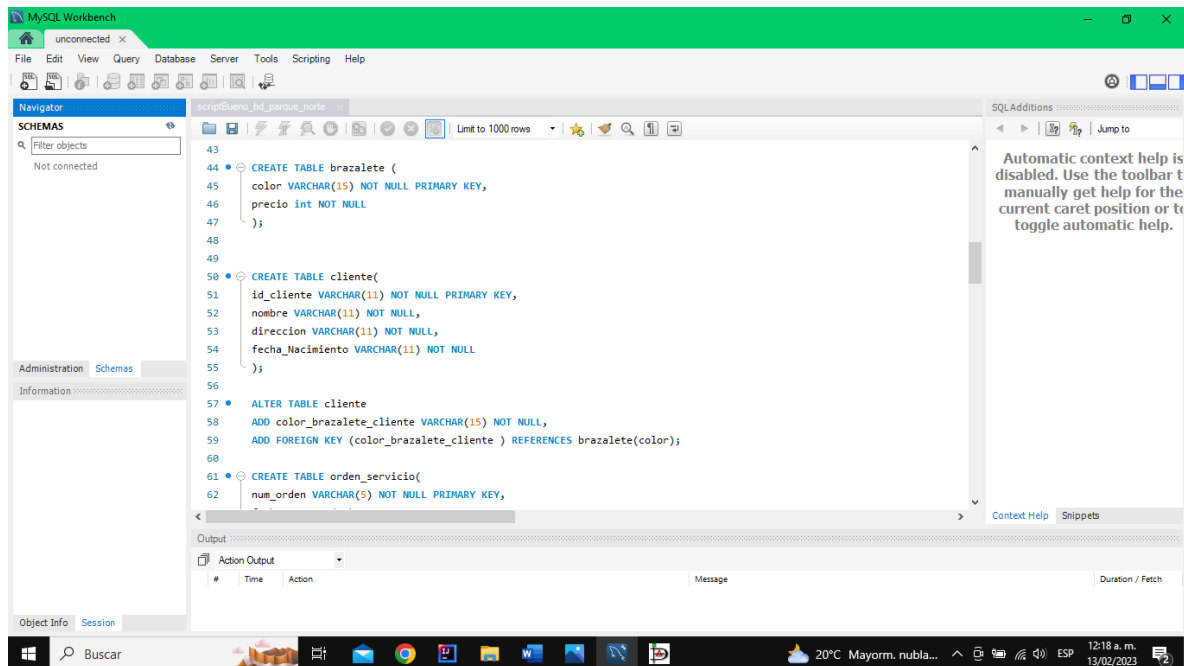 MySQL Workbench
unconnected ×
File Edit View Query Database Server Tools Scripting Help
Navigator
SCHEMAS
Filter objects
Not connected
Administration Schemas
Information
Object Info Session
scriptBueno_bd_parque_norte ×
Limit to 1000 rows
43
44 CREATE TABLE brazalete (
45 color VARCHAR(15) NOT NULL PRIMARY KEY,
46 precio int NOT NULL
47 );
48
49
50 CREATE TABLE cliente(
51 id_cliente VARCHAR(11) NOT NULL PRIMARY KEY,
52 nombre VARCHAR(11) NOT NULL,
53 direccion VARCHAR(11) NOT NULL,
54 fecha_Nacimiento VARCHAR(11) NOT NULL
55 );
56
57 ALTER TABLE cliente
58 ADD color_brazalete_cliente VARCHAR(15) NOT NULL,
59 ADD FOREIGN KEY (color_brazalete_cliente ) REFERENCES brazalete(color);
60
61 CREATE TABLE orden_servicio(
62 num_orden VARCHAR(5) NOT NULL PRIMARY KEY,
SQLAdditions
Jump to
Automatic context help is
disabled. Use the toolbar t
manually get help for the
current caret position or to
toggle automatic help.
Context Help Snippets
Output
Action Output
# Time Action Message Duration / Fetch
Buscar
20°C Mayorm. nubla...
ESP
12:18 a. m.
13/02/2023
2